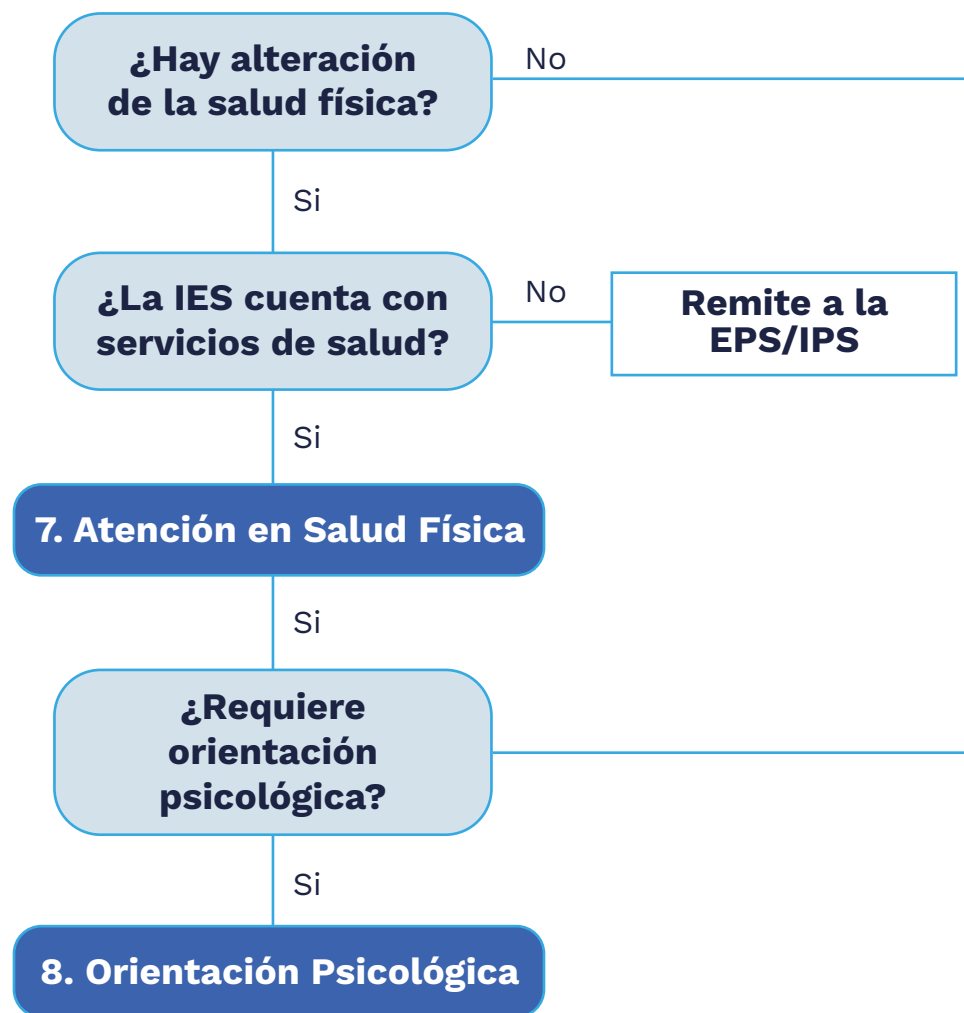 ¿Hay alteración
de la salud física?
No
Si
¿La IES cuenta con
servicios de salud?
No
Remite a la
EPS/IPS
Si
7. Atención en Salud Física
Si
¿Requiere
orientación
psicológica?
Si
8. Orientación Psicológica